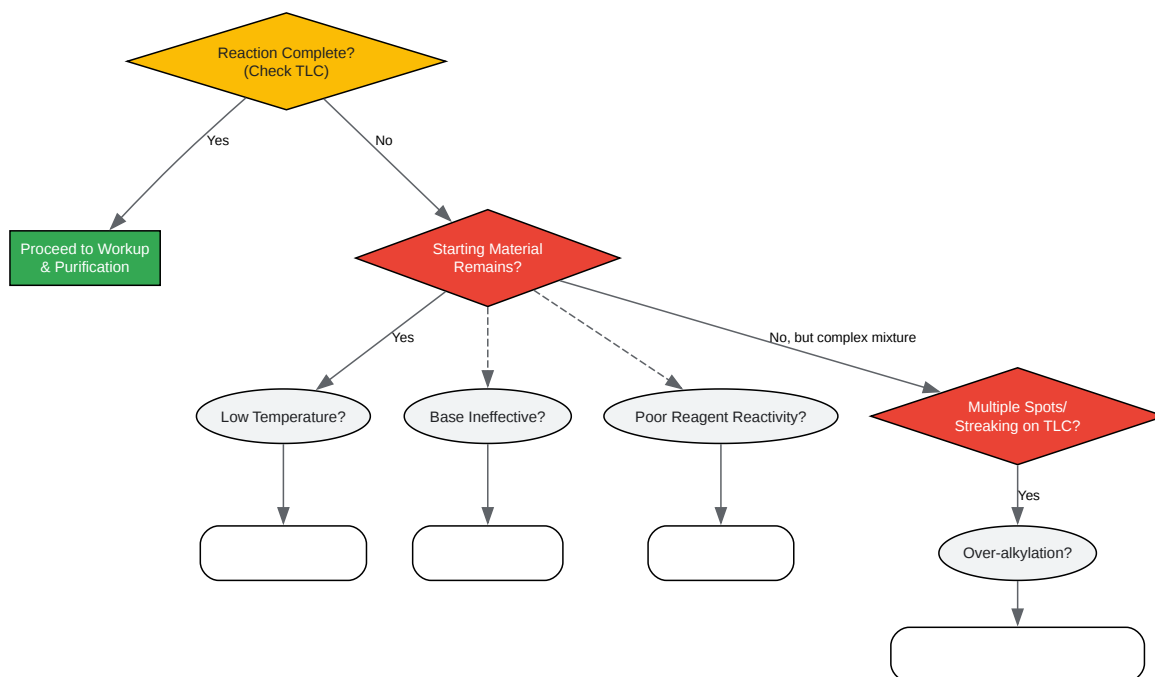 Reaction Complete?
(Check TLC)
Yes
No
Proceed to Workup
& Purification
Starting Material
Remains?
Yes
No, but complex mixture
Low Temperature?
Base Ineffective?
Poor Reagent Reactivity?
Multiple Spots/
Streaking on TLC?
Yes
Over-alkylation?